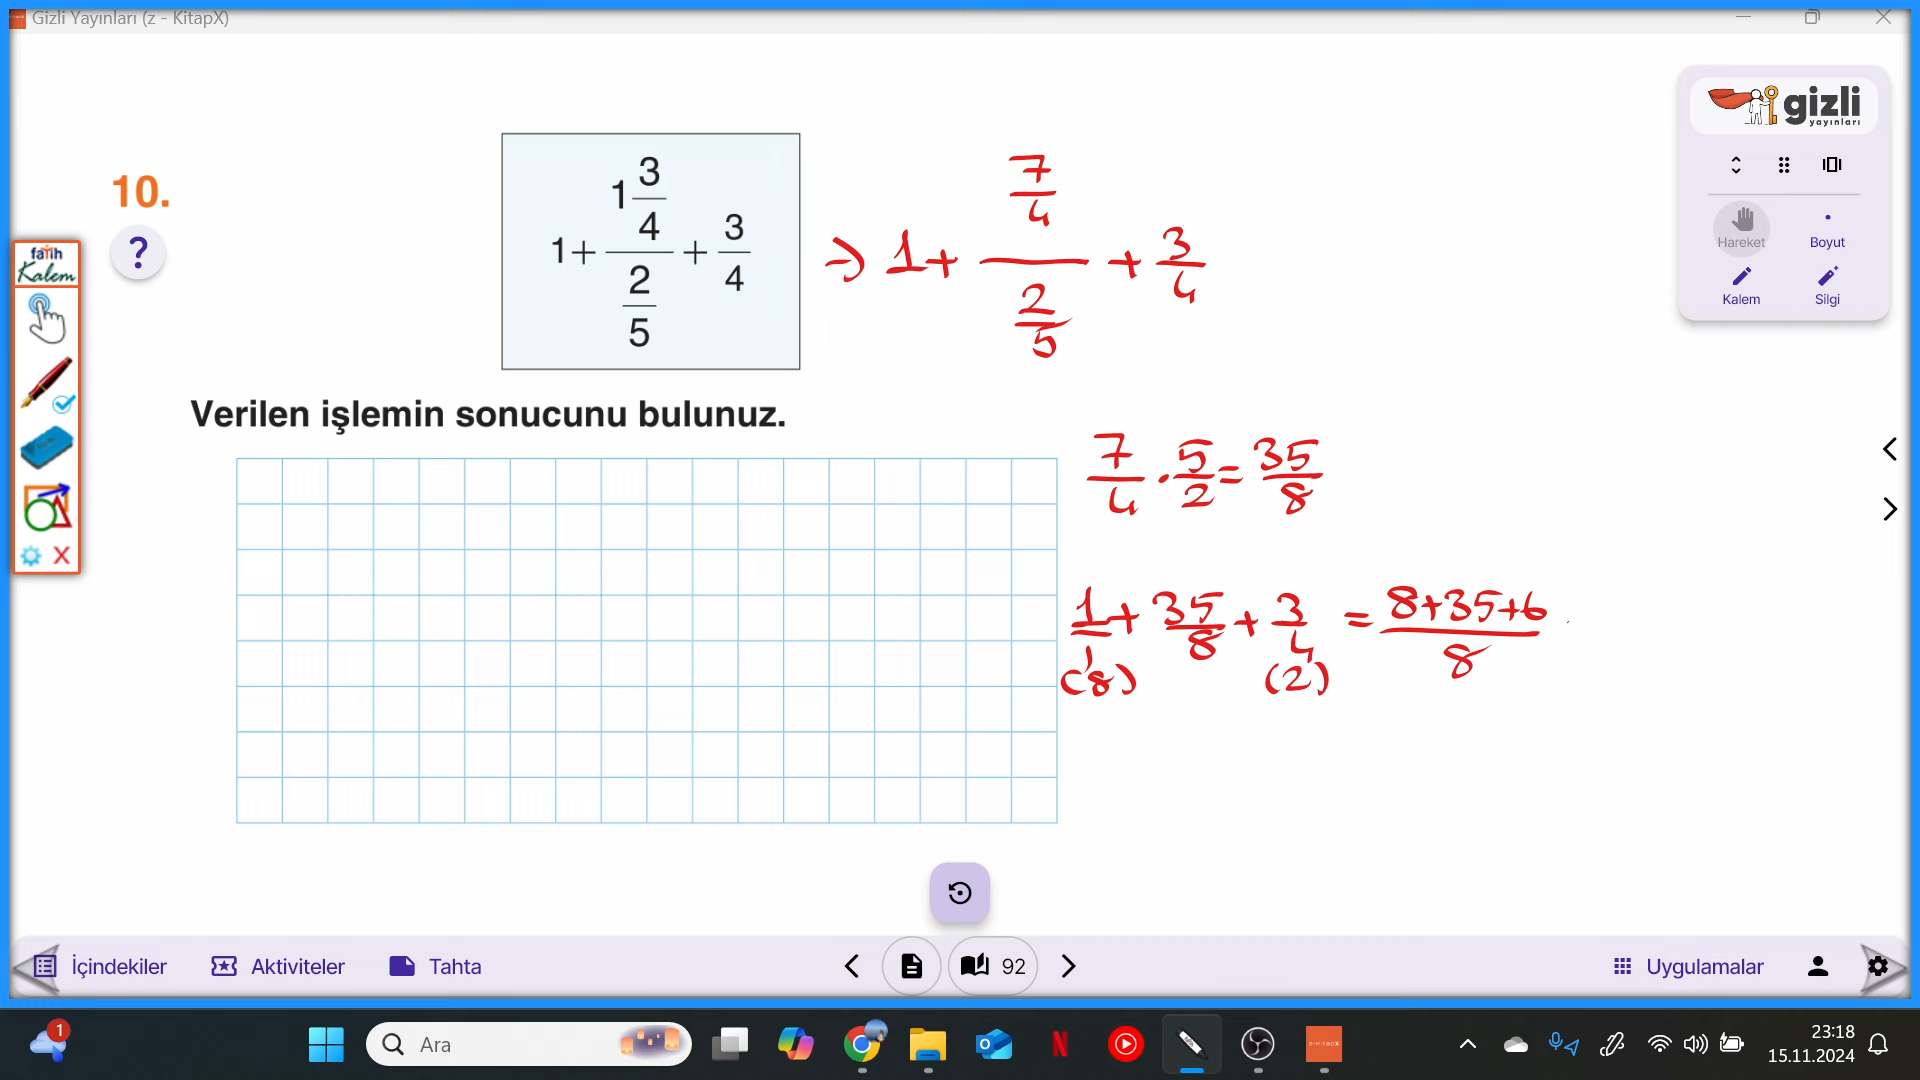 Gizli Yayınları (z - KitapX)
gizli
yayınları
Hareket
Boyut
Kalem
Silgi
fatih
Kalem
10.
?
1+ 1 3/4 / 2/5 + 3/4
⇒ 1 + 7/4 / 2/5 + 3/4
Verilen işlemin sonucunu bulunuz.
7/4 . 5/2 = 35/8
1/1 + 35/8 + 3/4 = 8+35+6 / 8
(8) (2)
İçindekiler
Aktiviteler
Tahta
92
Uygulamalar
1
Ara
23:18
15.11.2024